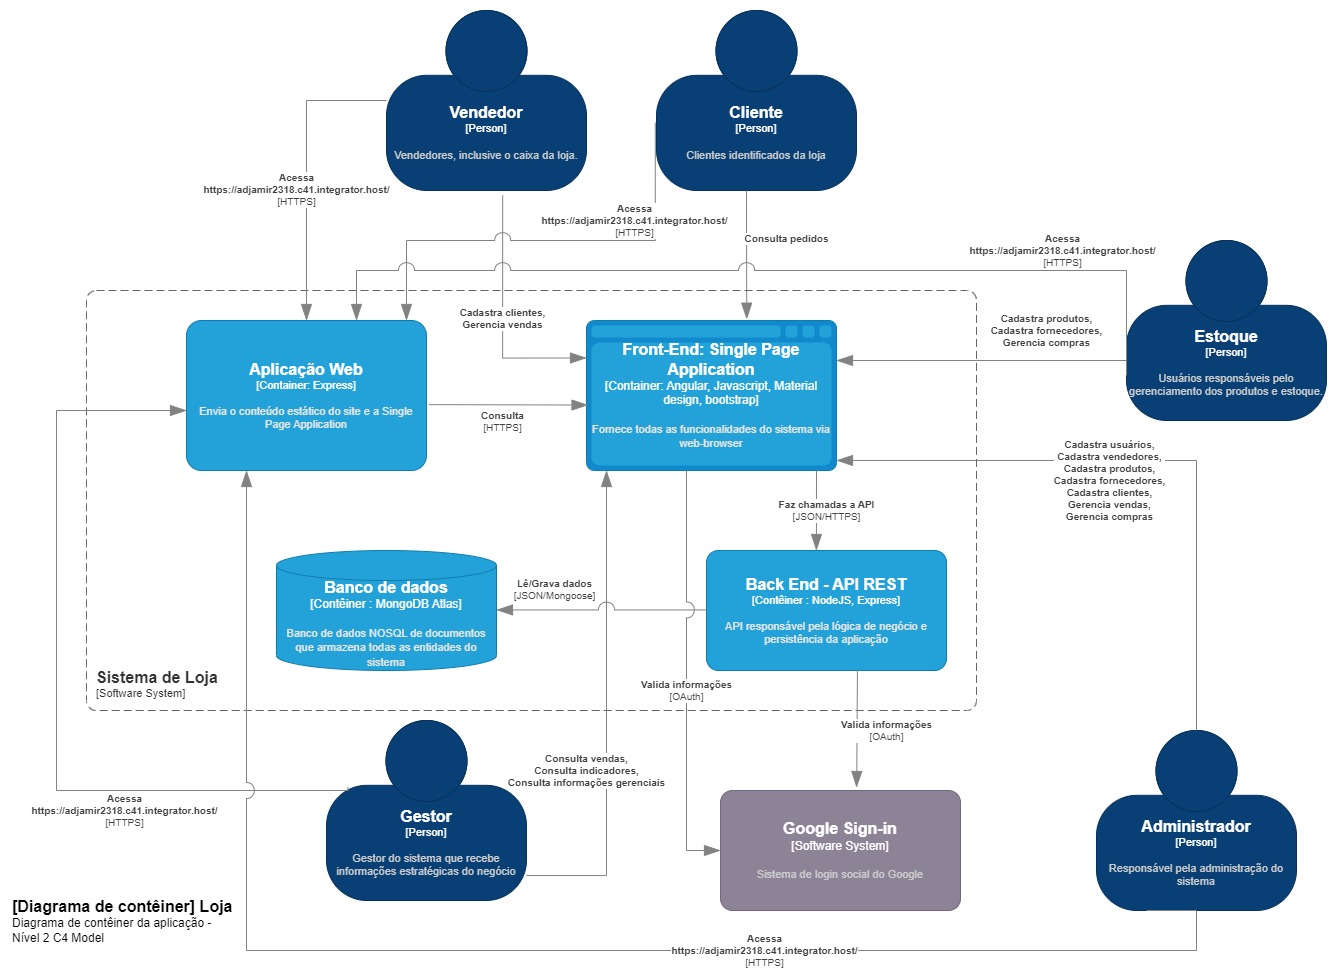 Vendedor
[Person]
Vendedores, inclusive o caixa da loja.
Cliente
[Person]
Clientes identificados da loja
Acessa
https://adjamir2318.c41.integrator.host/
[HTTPS]
Acessa
https://adjamir2318.c41.integrator.host/
[HTTPS]
Consulta pedidos
Acessa
https://adjamir2318.c41.integrator.host/
[HTTPS]
Cadastra clientes,
Gerencia vendas
Cadastra produtos,
Cadastra fornecedores,
Gerencia compras
Estoque
[Person]
Usuários responsáveis pelo
gerenciamento dos produtos e estoque.
Aplicação Web
[Container: Express]
Envia o conteúdo estático do site e a Single
Page Application
Consulta
[HTTPS]
Front-End: Single Page
Application
[Container: Angular, Javascript, Material
design, bootstrap]
Fornece todas as funcionalidades do sistema via
web-browser
Cadastra usuários,
Cadastra vendedores,
Cadastra produtos,
Cadastra fornecedores,
Cadastra clientes,
Gerencia vendas,
Gerencia compras
Faz chamadas a API
[JSON/HTTPS]
Banco de dados
[Contêiner : MongoDB Atlas]
Banco de dados NOSQL de documentos
que armazena todas as entidades do
sistema
Lê/Grava dados
[JSON/Mongoose]
Back End - API REST
[Contêiner : NodeJS, Express]
API responsável pela lógica de negócio e
persistência da aplicação
Sistema de Loja
[Software System]
Valida informações
[OAuth]
Valida informações
[OAuth]
Consulta vendas,
Consulta indicadores,
Consulta informações gerenciais
Acessa
https://adjamir2318.c41.integrator.host/
[HTTPS]
Gestor
[Person]
Gestor do sistema que recebe
informações estratégicas do negócio
Google Sign-in
[Software System]
Sistema de login social do Google
Administrador
[Person]
Responsável pela administração do
sistema
[Diagrama de contêiner] Loja
Diagrama de contêiner da aplicação -
Nível 2 C4 Model
Acessa
https://adjamir2318.c41.integrator.host/
[HTTPS]